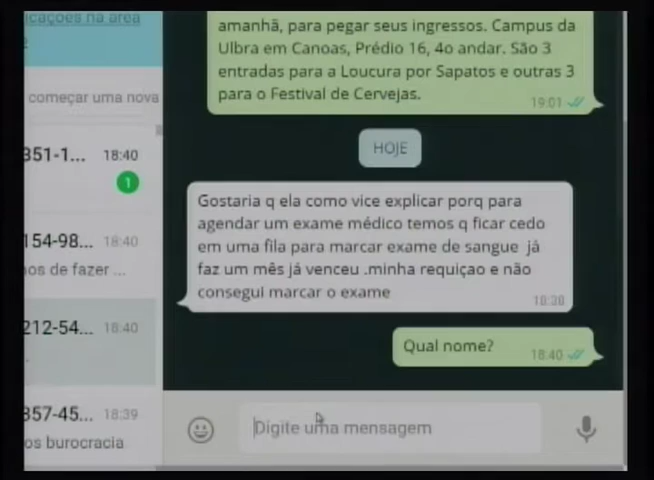 icações na área
começar uma nova
351-1... 18:40
1
154-98... 18:40
os de fazer ...
212-54... 18:40
357-45... 18:39
os burocracia
amanhã, para pegar seus ingressos. Campus da
Ulbra em Canoas, Prédio 16, 4o andar. São 3
entradas para a Loucura por Sapatos e outras 3
para o Festival de Cervejas.
19:01
HOJE
Gostaria q ela como vice explicar porq para
agendar um exame médico temos q ficar cedo
em uma fila para marcar exame de sangue já
faz um mês já venceu .minha requiçao e não
consegui marcar o exame
18:38
Qual nome?
18:40
Digite uma mensagem